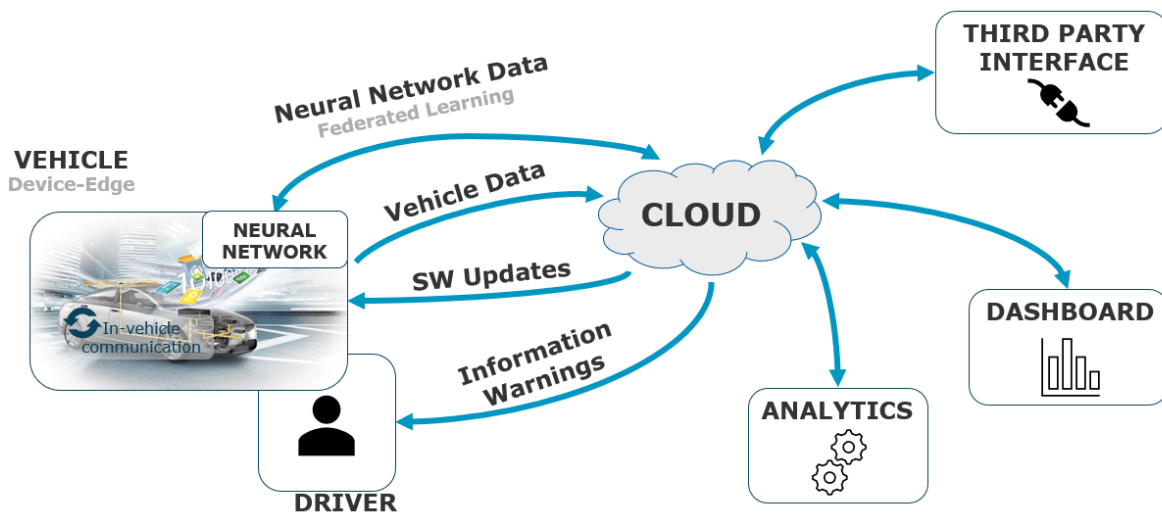 THIRD PARTY
INTERFACE
Neural Network Data
Federated Learning
VEHICLE
Device-Edge
NEURAL
NETWORK
Vehicle Data
CLOUD
SW Updates
In-vehicle
communication
Information
Warnings
DASHBOARD
ANALYTICS
DRIVER